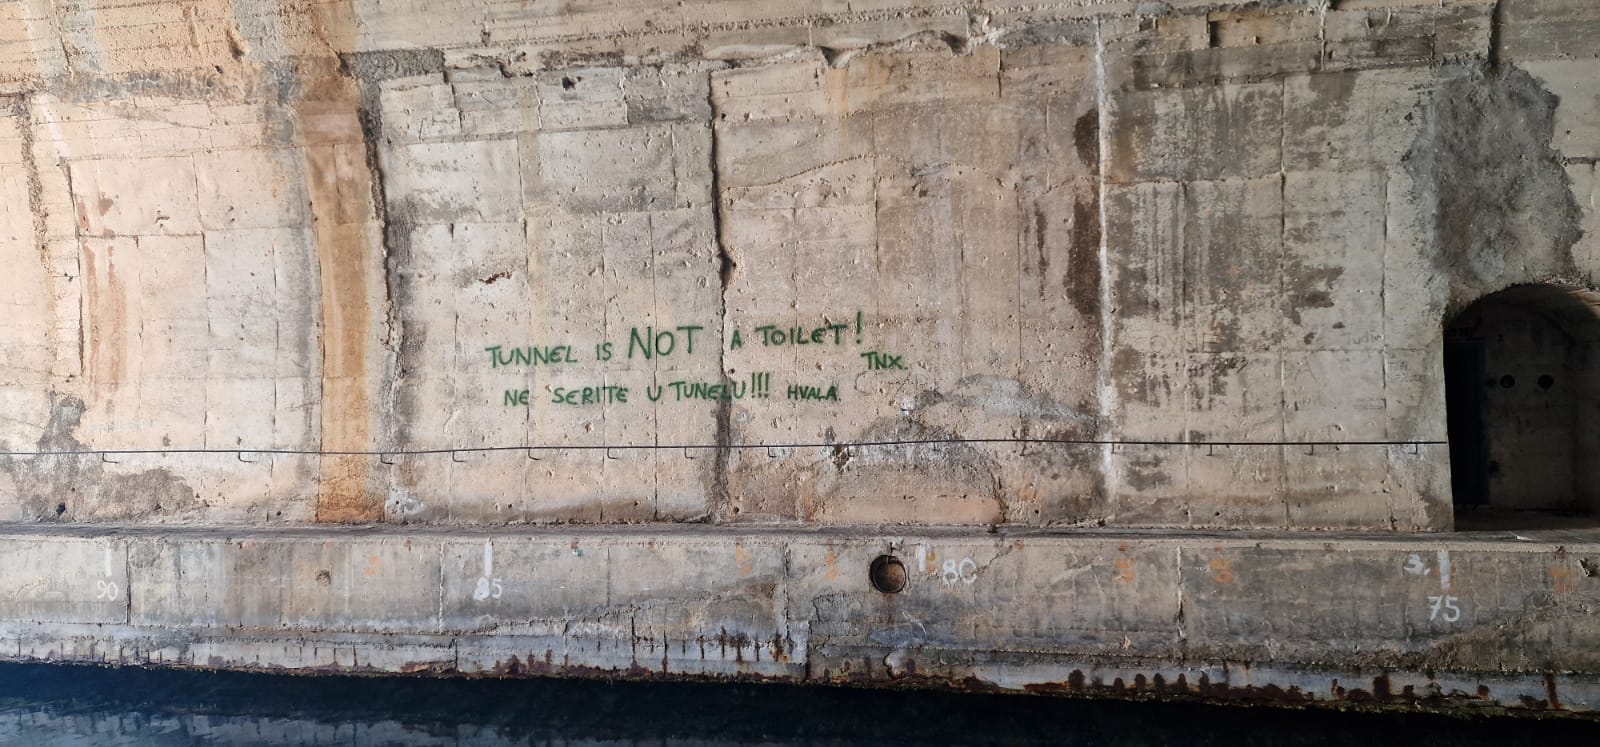 TUNNEL IS NOT A TOILET!
TNX.
NE SERITE U TUNELU!!! HVALA
90
85
80
75